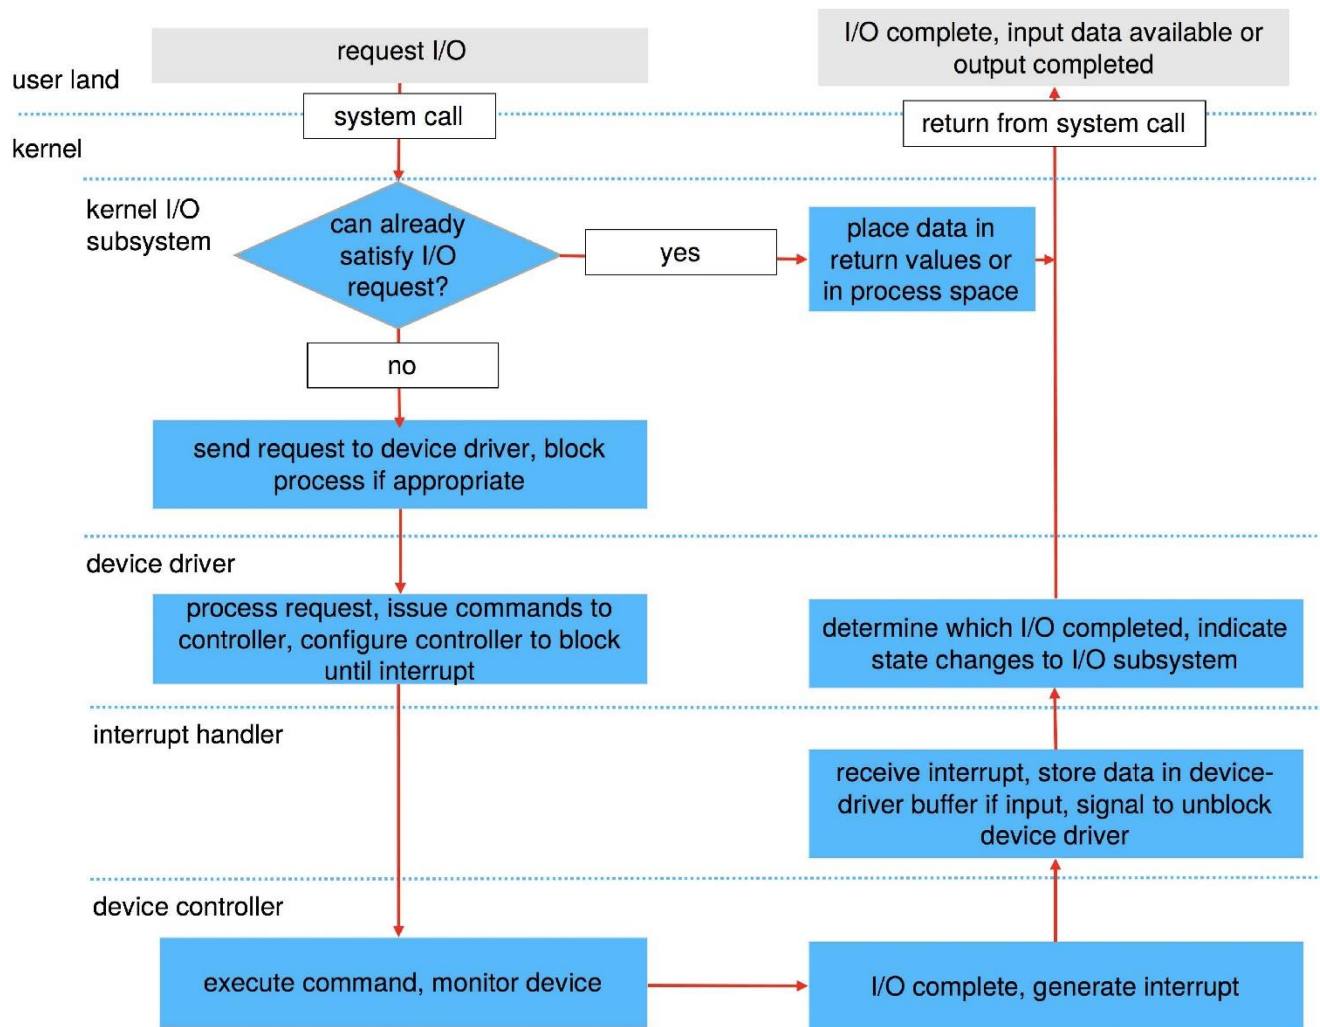 request I/O
I/O complete, input data available or
output completed
user land
system call
return from system call
kernel
kernel I/O
subsystem
can already
satisfy I/O
request?
yes
place data in
return values or
in process space
no
send request to device driver, block
process if appropriate
device driver
process request, issue commands to
controller, configure controller to block
until interrupt
determine which I/O completed, indicate
state changes to I/O subsystem
interrupt handler
receive interrupt, store data in device-
driver buffer if input, signal to unblock
device driver
device controller
execute command, monitor device
I/O complete, generate interrupt